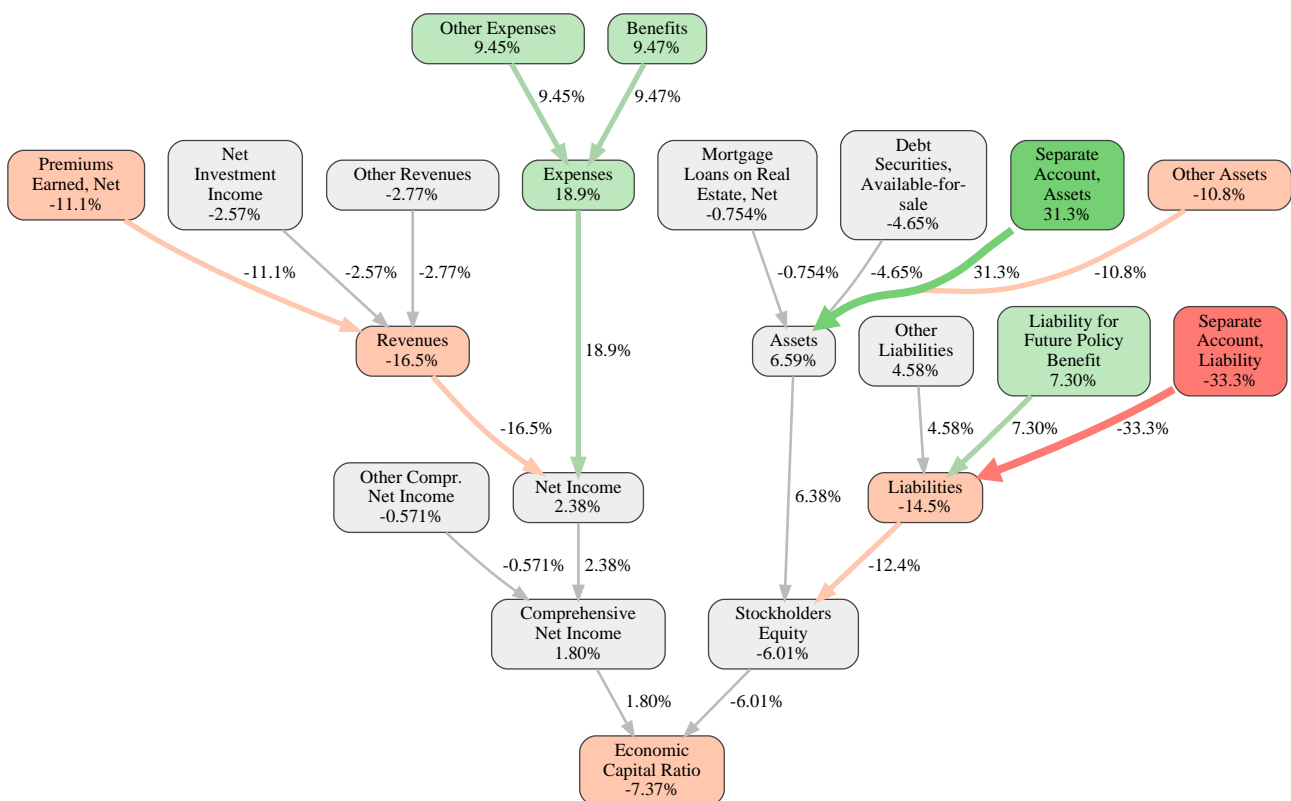 Other Expenses
9.45%
Benefits
9.47%
9.45%
9.47%
Premiums
Earned, Net
-11.1%
Net
Investment
Income
-2.57%
Other Revenues
-2.77%
Expenses
18.9%
Mortgage
Loans on Real
Estate, Net
-0.754%
Debt
Securities,
Available-for-
sale
-4.65%
Separate
Account,
Assets
31.3%
Other Assets
-10.8%
-11.1%
-2.57%
-2.77%
-0.754%
-4.65%
31.3%
-10.8%
Revenues
-16.5%
18.9%
Assets
6.59%
Other
Liabilities
4.58%
Liability for
Future Policy
Benefit
7.30%
Separate
Account,
Liability
-33.3%
-16.5%
4.58%
7.30%
-33.3%
Other Compr.
Net Income
-0.571%
Net Income
2.38%
6.38%
Liabilities
-14.5%
-0.571%
2.38%
-12.4%
Comprehensive
Net Income
1.80%
Stockholders
Equity
-6.01%
1.80%
-6.01%
Economic
Capital Ratio
-7.37%